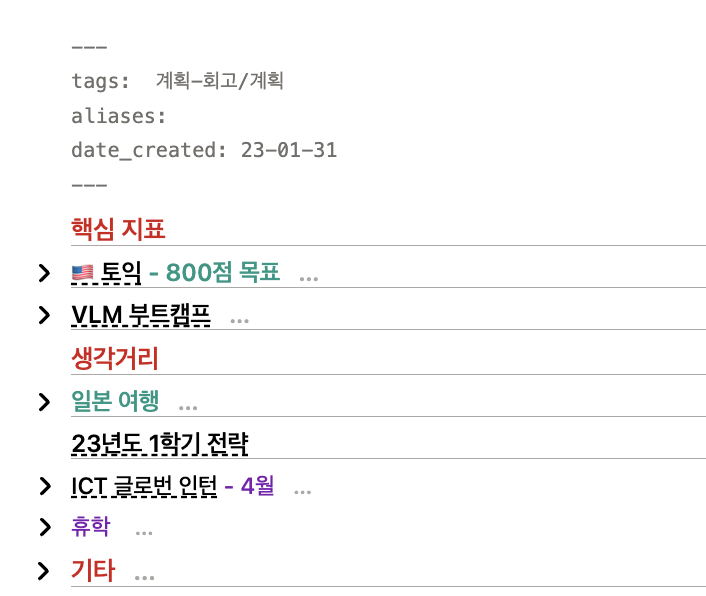 ---
tags:  계획-회고/계획
aliases:
date_created: 23-01-31
---
핵심 지표
🇺🇸 토익 - 800점 목표 ...
VLM 부트캠프 ...
생각거리
일본 여행 ...
23년도 1학기 전략
ICT 글로번 인턴 - 4월 ...
휴학 ...
기타 ...